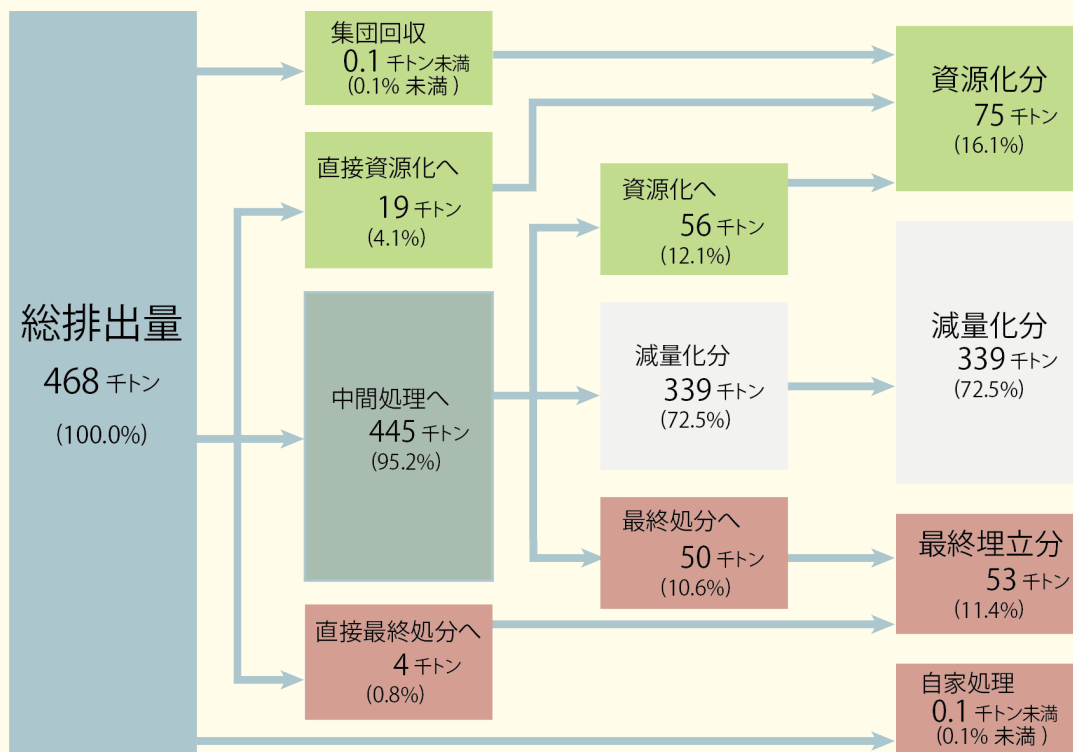 総排出量
468 千トン
(100.0%)
集団回収
0.1 千トン未満
(0.1% 未満 )
直接資源化へ
19 千トン
(4.1%)
中間処理へ
445 千トン
(95.2%)
直接最終処分へ
4 千トン
(0.8%)
資源化へ
56 千トン
(12.1%)
減量化分
339 千トン
(72.5%)
最終処分へ
50 千トン
(10.6%)
資源化分
75 千トン
(16.1%)
減量化分
339 千トン
(72.5%)
最終埋立分
53 千トン
(11.4%)
自家処理
0.1 千トン未満
(0.1% 未満 )